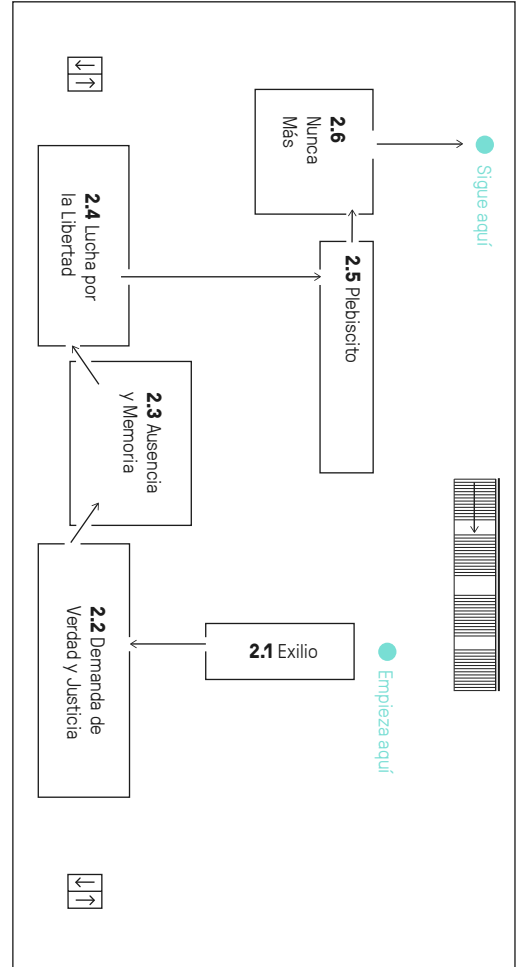 Empieza aquí
2.1 Exilio
2.2 Demanda de
Verdad y Justicia
2.3 Ausencia
y Memoria
2.4 Lucha por
la Libertad
2.5 Plebiscito
2.6
Nunca
Más
Sigue aquí